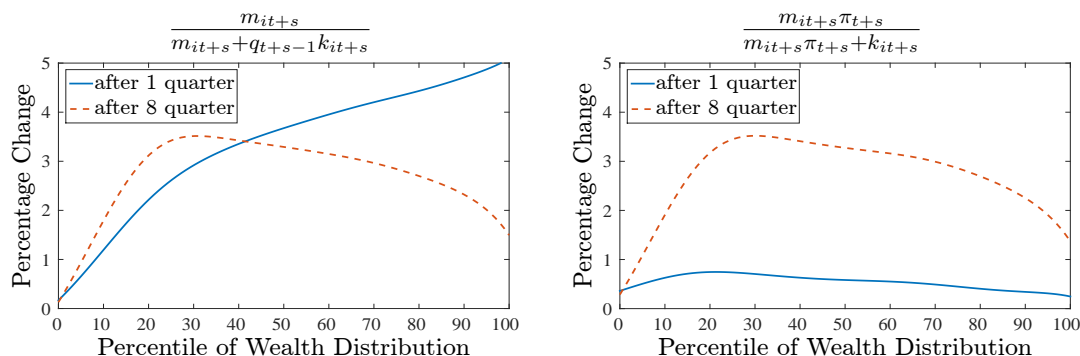 m_{it+s}
m_{it+s}+q_{t+s−1}k_{it+s}
Percentage Change
5
4
3
2
1
0
after 1 quarter
after 8 quarter
0 10 20 30 40 50 60 70 80 90 100
Percentile of Wealth Distribution
m_{it+s}π_{t+s}
m_{it+s}π_{t+s}+k_{it+s}
Percentage Change
5
4
3
2
1
0
after 1 quarter
after 8 quarter
0 10 20 30 40 50 60 70 80 90 100
Percentile of Wealth Distribution